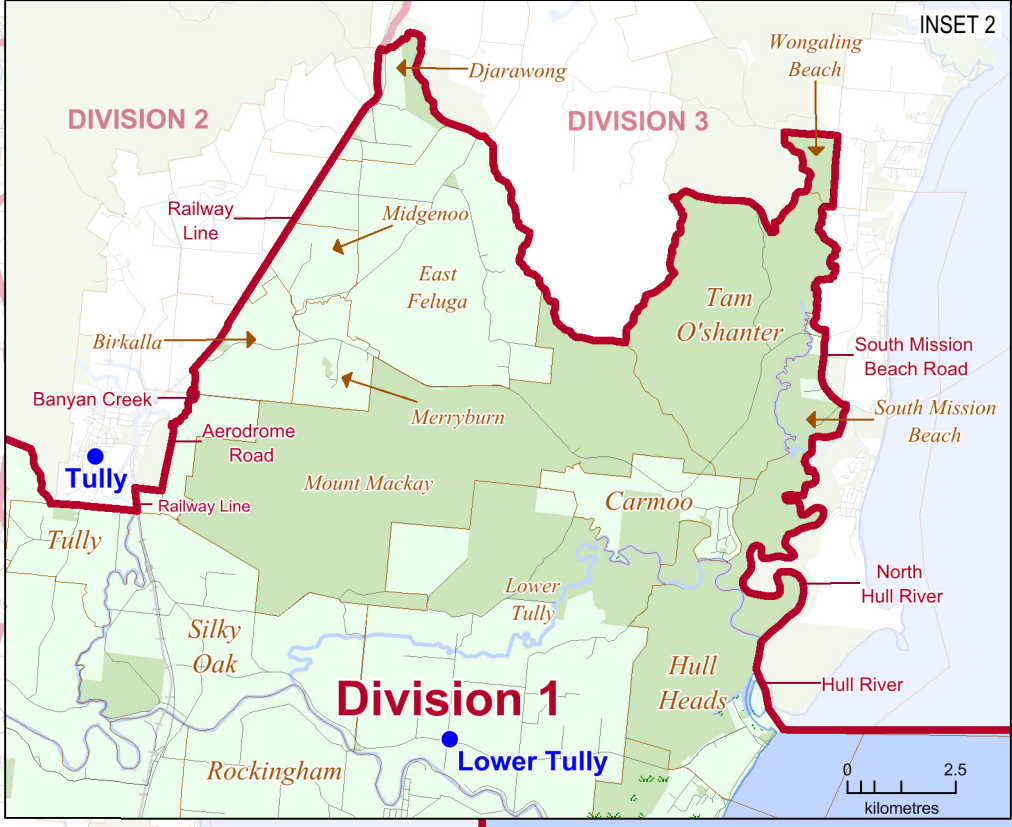 INSET 2
Wongaling
Beach
Djarawong
DIVISION 2
DIVISION 3
Railway
Line
Midgenoo
East
Feluga
Tam
O'shanter
Birkalla
South Mission
Beach Road
Banyan Creek
Merryburn
South Mission
Beach
Aerodrome
Road
Tully
Mount Mackay
Carmoo
Railway Line
Tully
North
Hull River
Lower
Tully
Silky
Oak
Hull
Heads
Hull River
Division 1
Lower Tully
Rockingham
0 2.5
kilometres